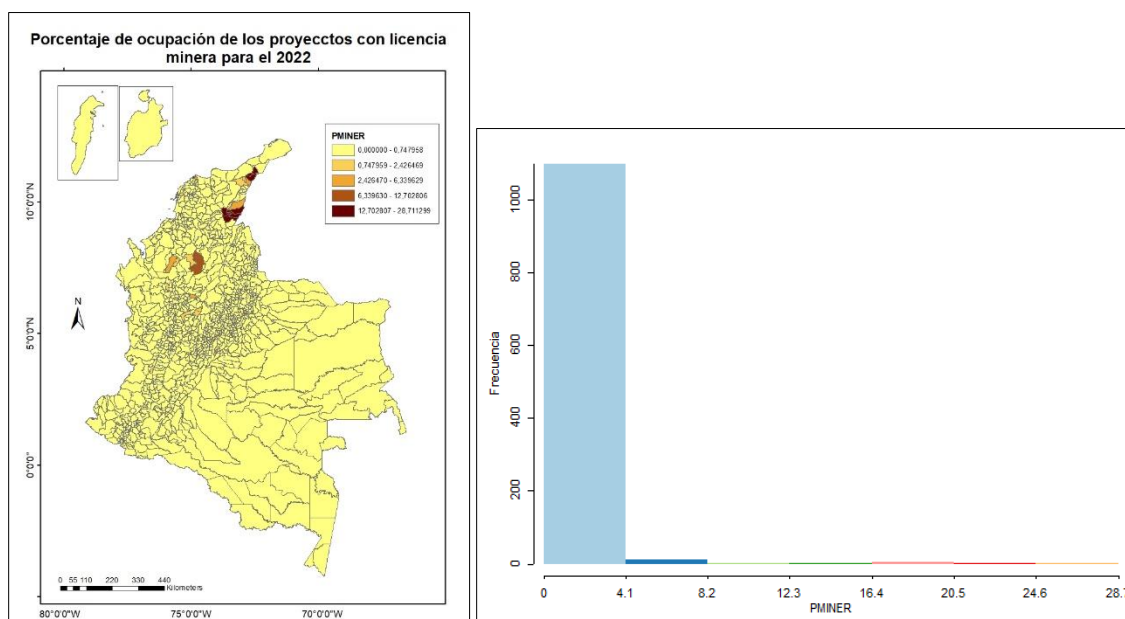 Porcentaje de ocupación de los proyecctos con licencia
minera para el 2022
PMINER
0,000000 - 0,747958
0,747959 - 2,426469
2,426470 - 6,339629
6,339630 - 12,702806
12,702807 - 28,711299
10°0'0"N
5°0'0"N
0°0'0"
N
0 55 110 220 330 440
Kilometers
80°0'0"W 75°0'0"W 70°0'0"W
Frecuencia
1000
800
600
400
200
0
0 4.1 8.2 12.3 16.4 20.5 24.6 28.7
PMINER